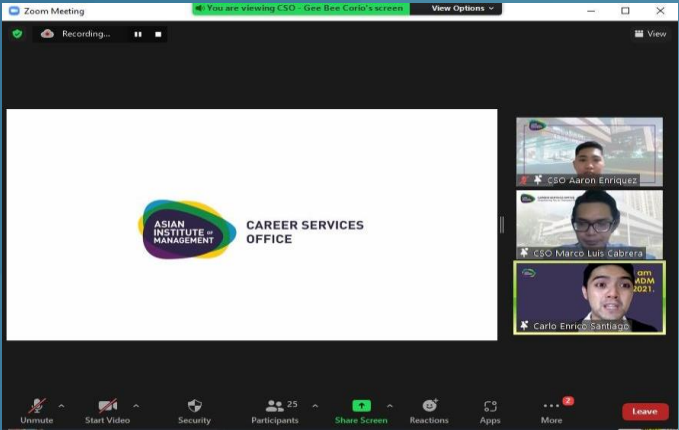 Zoom Meeting
You are viewing CSO - Gee Bee Corio's screen
View Options
Recording...
View
ASIAN
INSTITUTE OF
MANAGEMENT
CAREER SERVICES
OFFICE
CSO Aaron Enriquez
CSO Marco Luis Cabrera
am
MDM
2021.
Carlo Enrico Santiago
Unmute
Start Video
Security
25
Participants
Share Screen
Reactions
Apps
2
More
Leave